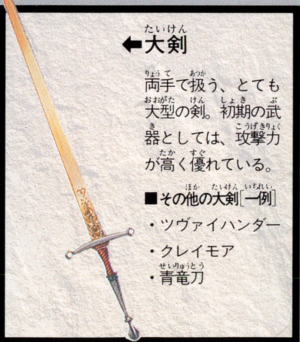 ⬅大剣
両手で扱う、とても
大型の剣。初期の武
器としては、攻撃力
が高く優れている。
■その他の大剣[一例]
・ツヴァイハンダー
・クレイモア
・青竜刀